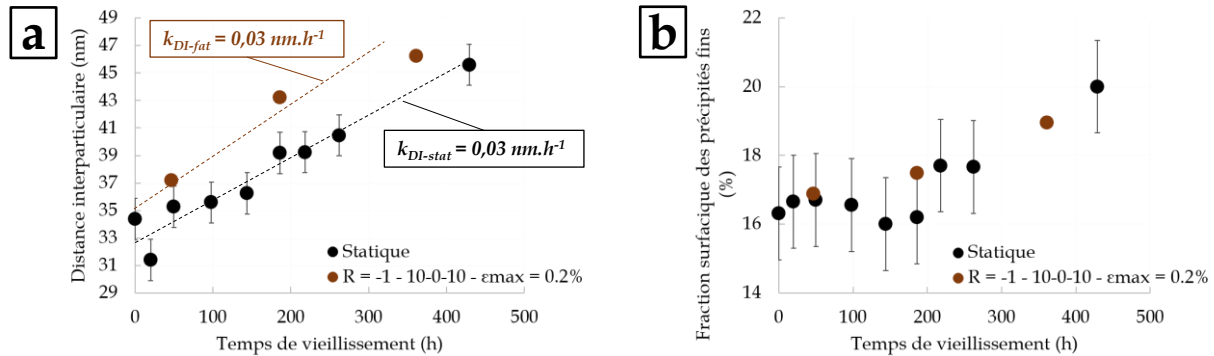 a
Distance interparticulaire (nm)
49
47
45
43
41
39
37
35
33
31
29
k_DI-fat = 0,03 nm.h⁻¹
k_DI-stat = 0,03 nm.h⁻¹
Statique
R = -1 - 10-0-10 - εmax = 0.2%
0 100 200 300 400 500
Temps de vieillissement (h)
b
Fraction surfacique des précipités fins
(%)
22
20
18
16
14
Statique
R = -1 - 10-0-10 - εmax = 0.2%
0 100 200 300 400 500
Temps de vieillissement (h)